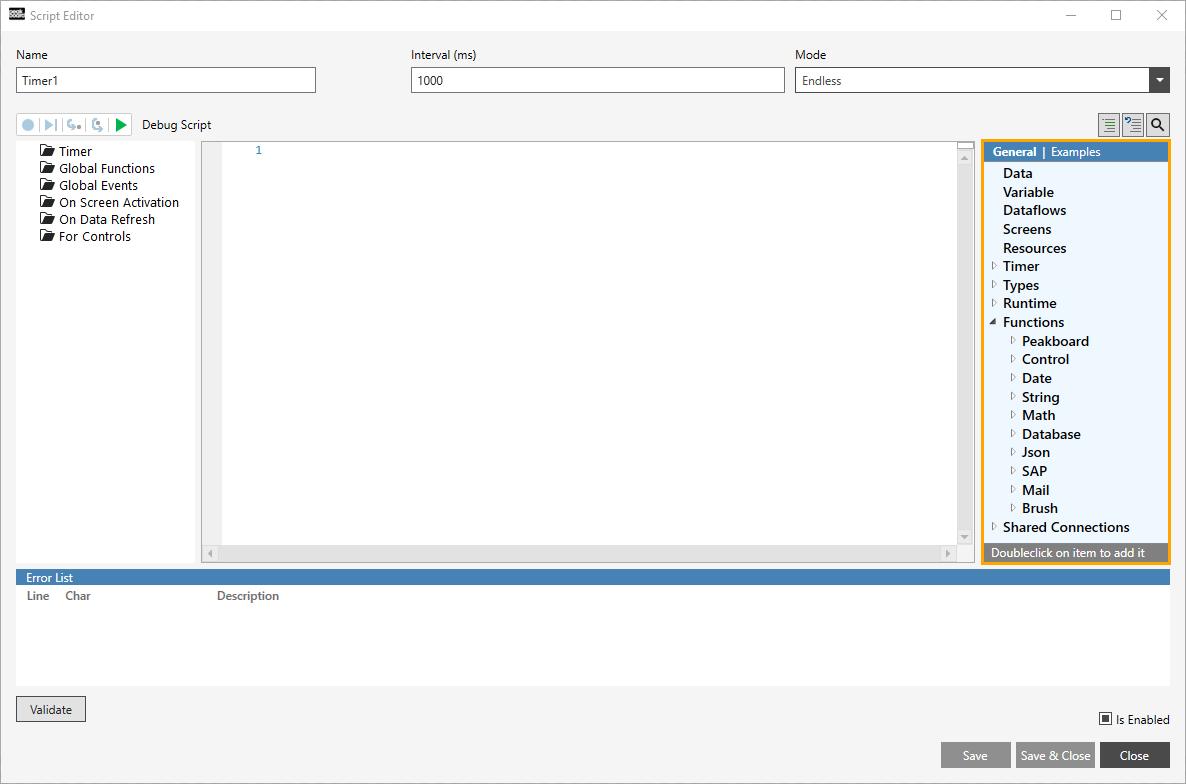 peak board Script Editor
Name
Interval (ms)
Mode
Timer1
1000
Endless
Debug Script
Timer
Global Functions
Global Events
On Screen Activation
On Data Refresh
For Controls
1
General | Examples
Data
Variable
Dataflows
Screens
Resources
Timer
Types
Runtime
Functions
Peakboard
Control
Date
String
Math
Database
Json
SAP
Mail
Brush
Shared Connections
Doubleclick on item to add it
Error List
Line Char Description
Validate
Is Enabled
Save Save & Close Close